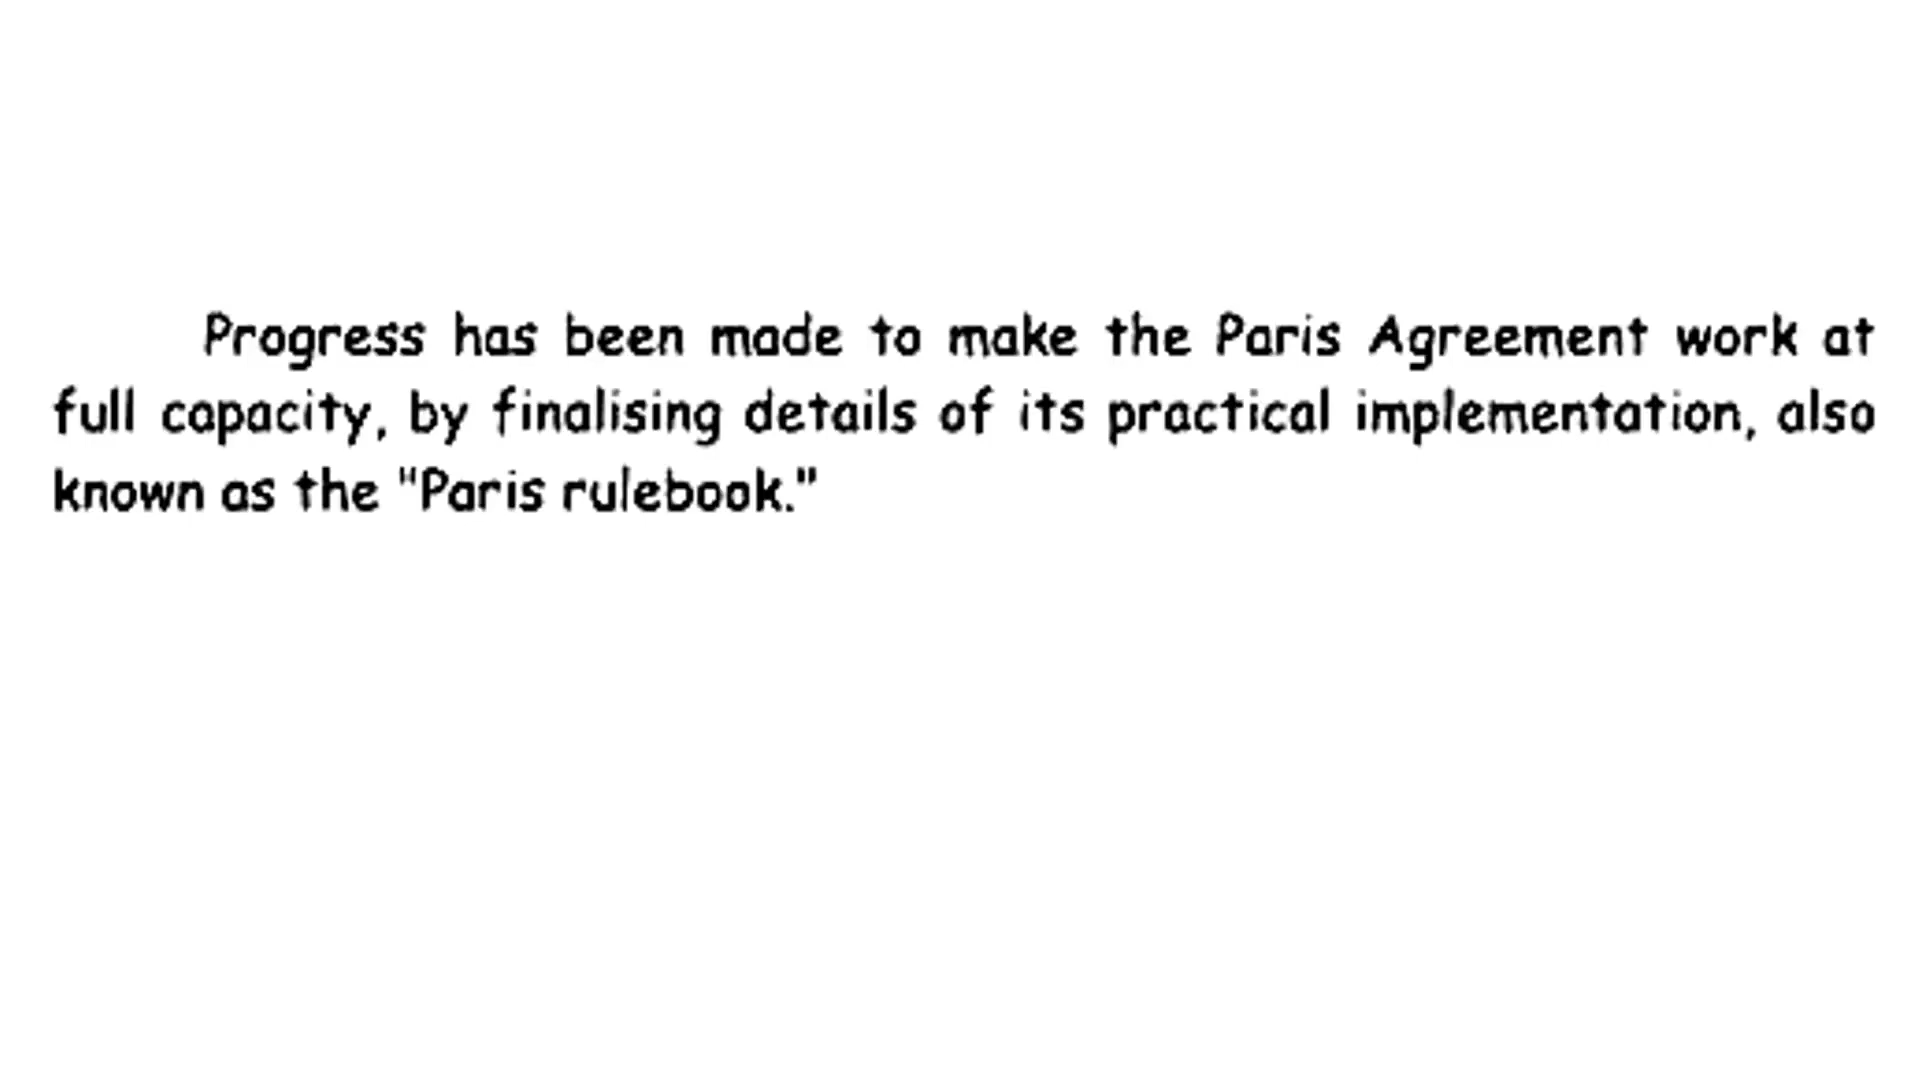 Progress has been made to make the Paris Agreement work at
full capacity, by finalising details of its practical implementation, also
known as the "Paris rulebook."